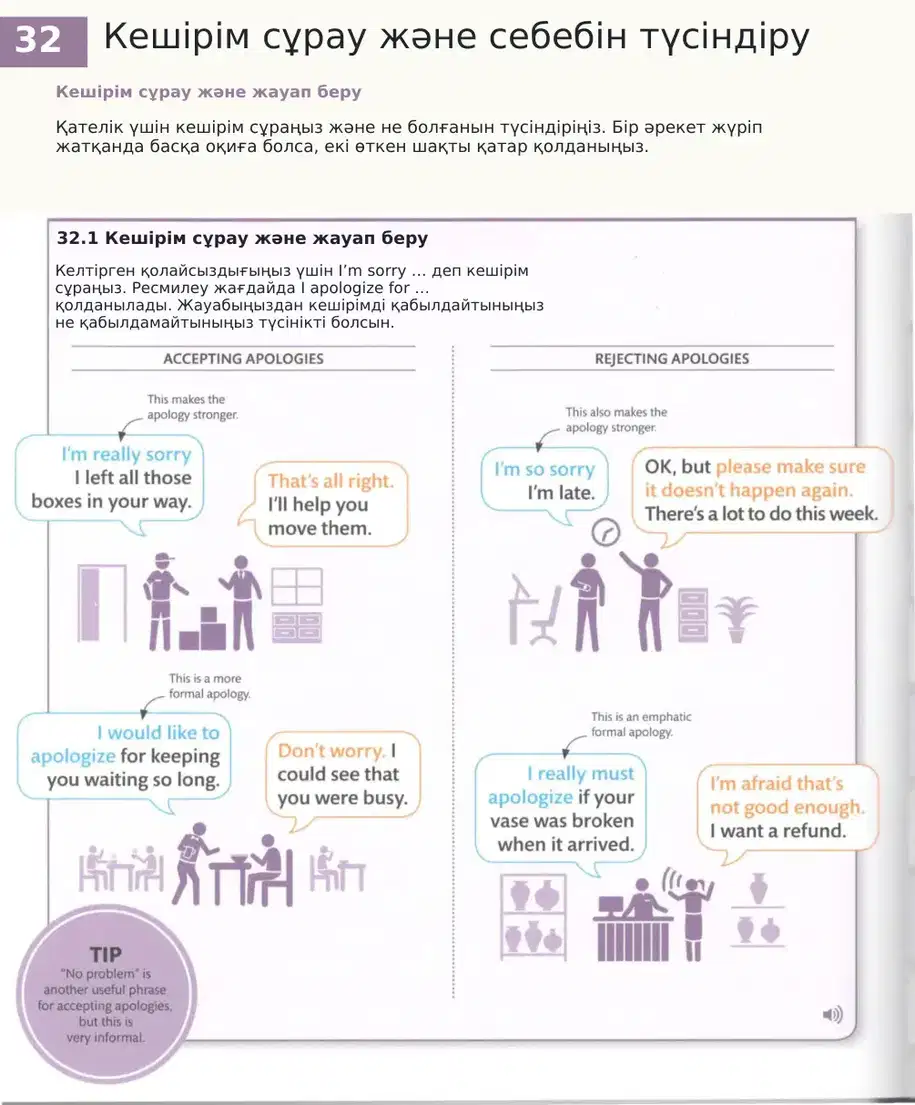 32
Кешірім сұрау және себебін түсіндіру
Кешірім сұрау және жауап беру
Қателік үшін кешірім сұраңыз және не болғанын түсіндіріңіз. Бір әрекет жүріп
жатқанда басқа оқиға болса, екі өткен шақты қатар қолданыңыз.
32.1 Кешірім сұрау және жауап беру
Келтірген қолайсыздығыңыз үшін I’m sorry ... деп кешірім
сұраңыз. Ресмилеу жағдайда I apologize for ...
қолданылады. Жауабыңыздан кешірімді қабылдайтыныңыз
не қабылдамайтыныңыз түсінікті болсын.
ACCEPTING APOLOGIES
This makes the
apology stronger.
I'm really sorry
I left all those
boxes in your way.
That's all right.
I'll help you
move them.
This is a more
formal apology.
I would like to
apologize for keeping
you waiting so long.
Don't worry. I
could see that
you were busy.
REJECTING APOLOGIES
This also makes the
apology stronger.
I'm so sorry
I'm late.
OK, but please make sure
it doesn't happen again.
There's a lot to do this week.
This is an emphatic
formal apology.
I really must
apologize if your
vase was broken
when it arrived.
I'm afraid that's
not good enough.
I want a refund.
TIP
"No problem" is
another useful phrase
for accepting apologies,
but this is
very informal.